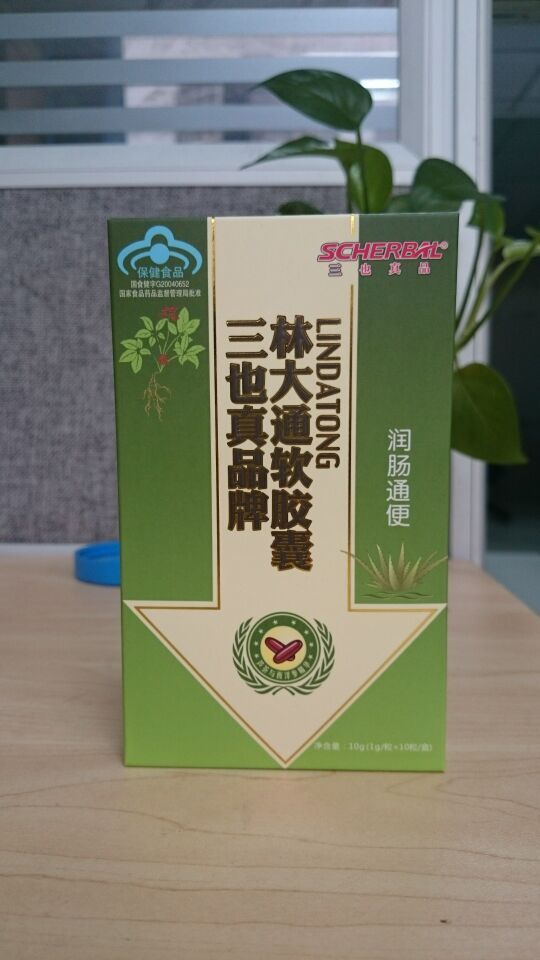 保健食品
国食健字G20040652
国家食品药品监督管理局批准
SCHERBAL®
三也真品
LINDATONG
三也真品牌
林大通软胶囊
润肠通便
净含量：10g(1g/粒×10粒/盒)